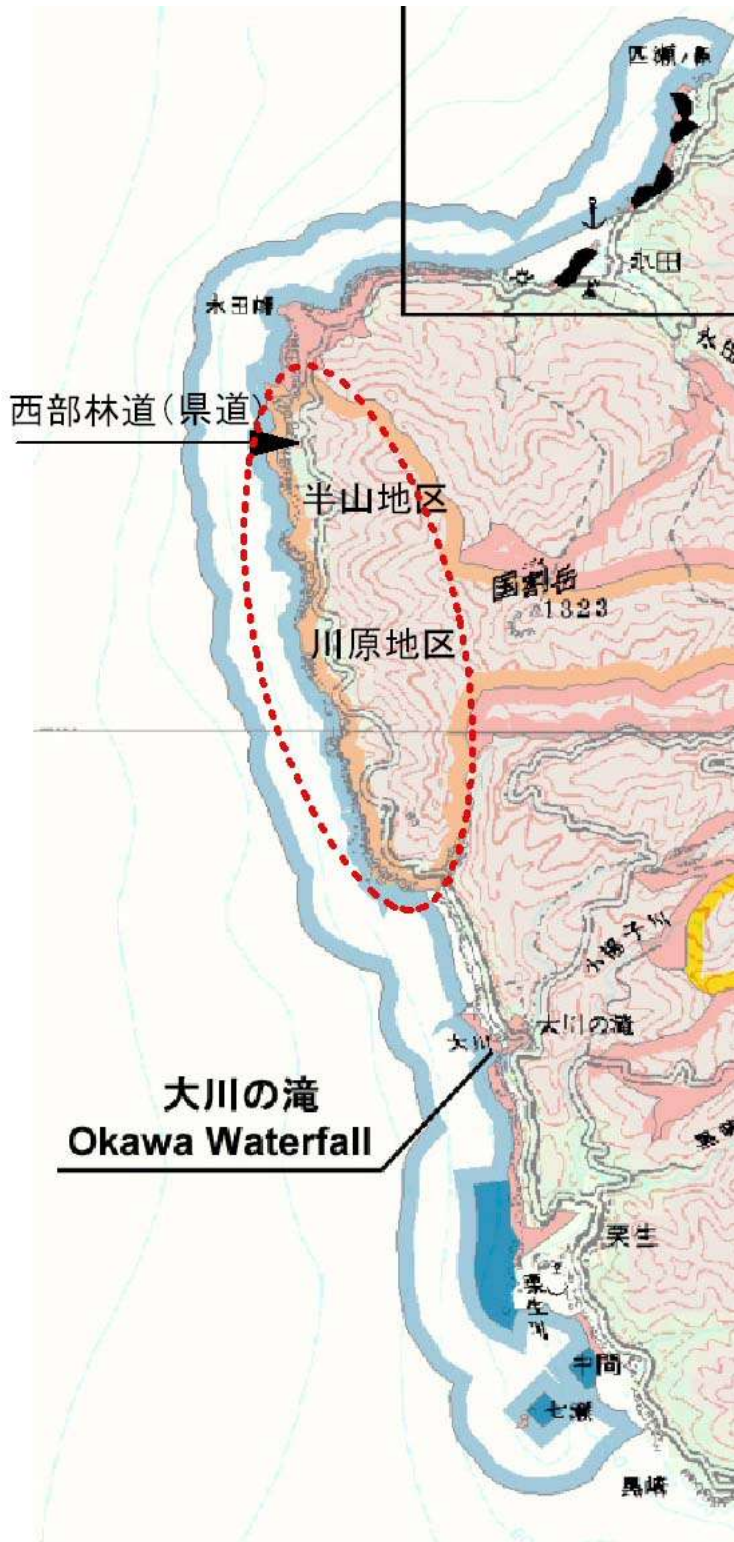 永田
永田岬
西部林道(県道)
半山地区
国割岳
1323
川原地区
小楊子川
大川の滝
大川
大川の滝
Okawa Waterfall
栗生
栗生川
中間
七瀬
黒崎